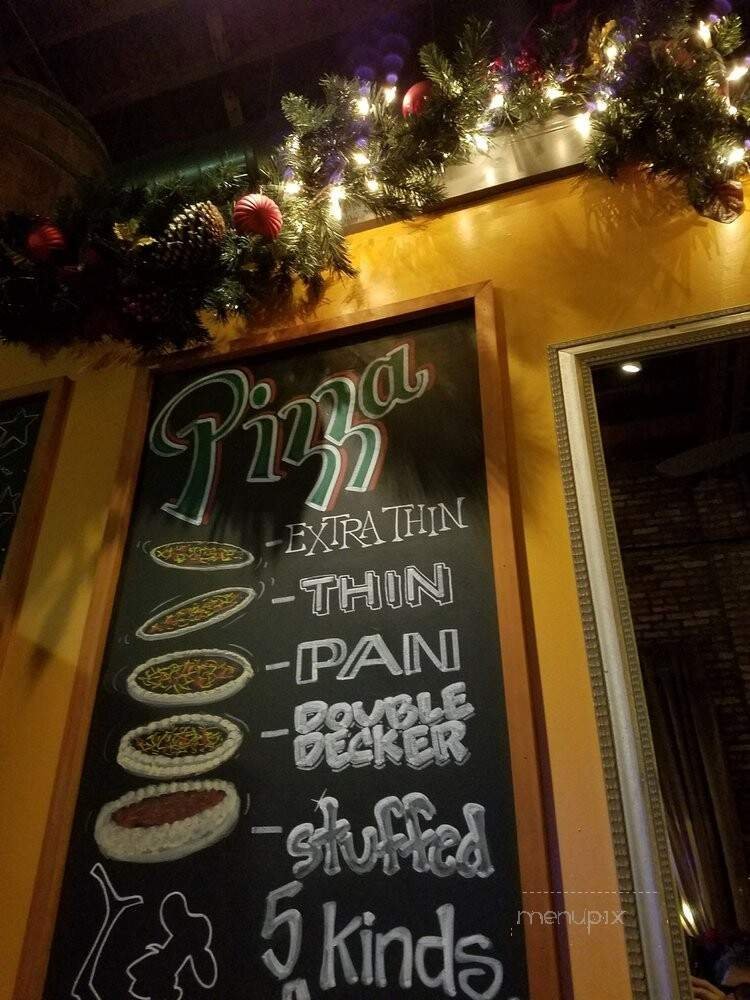 Pizza
- EXTRA THIN
- THIN
- PAN
- DOUBLE
DECKER
- stuffed
5 kinds
menupix